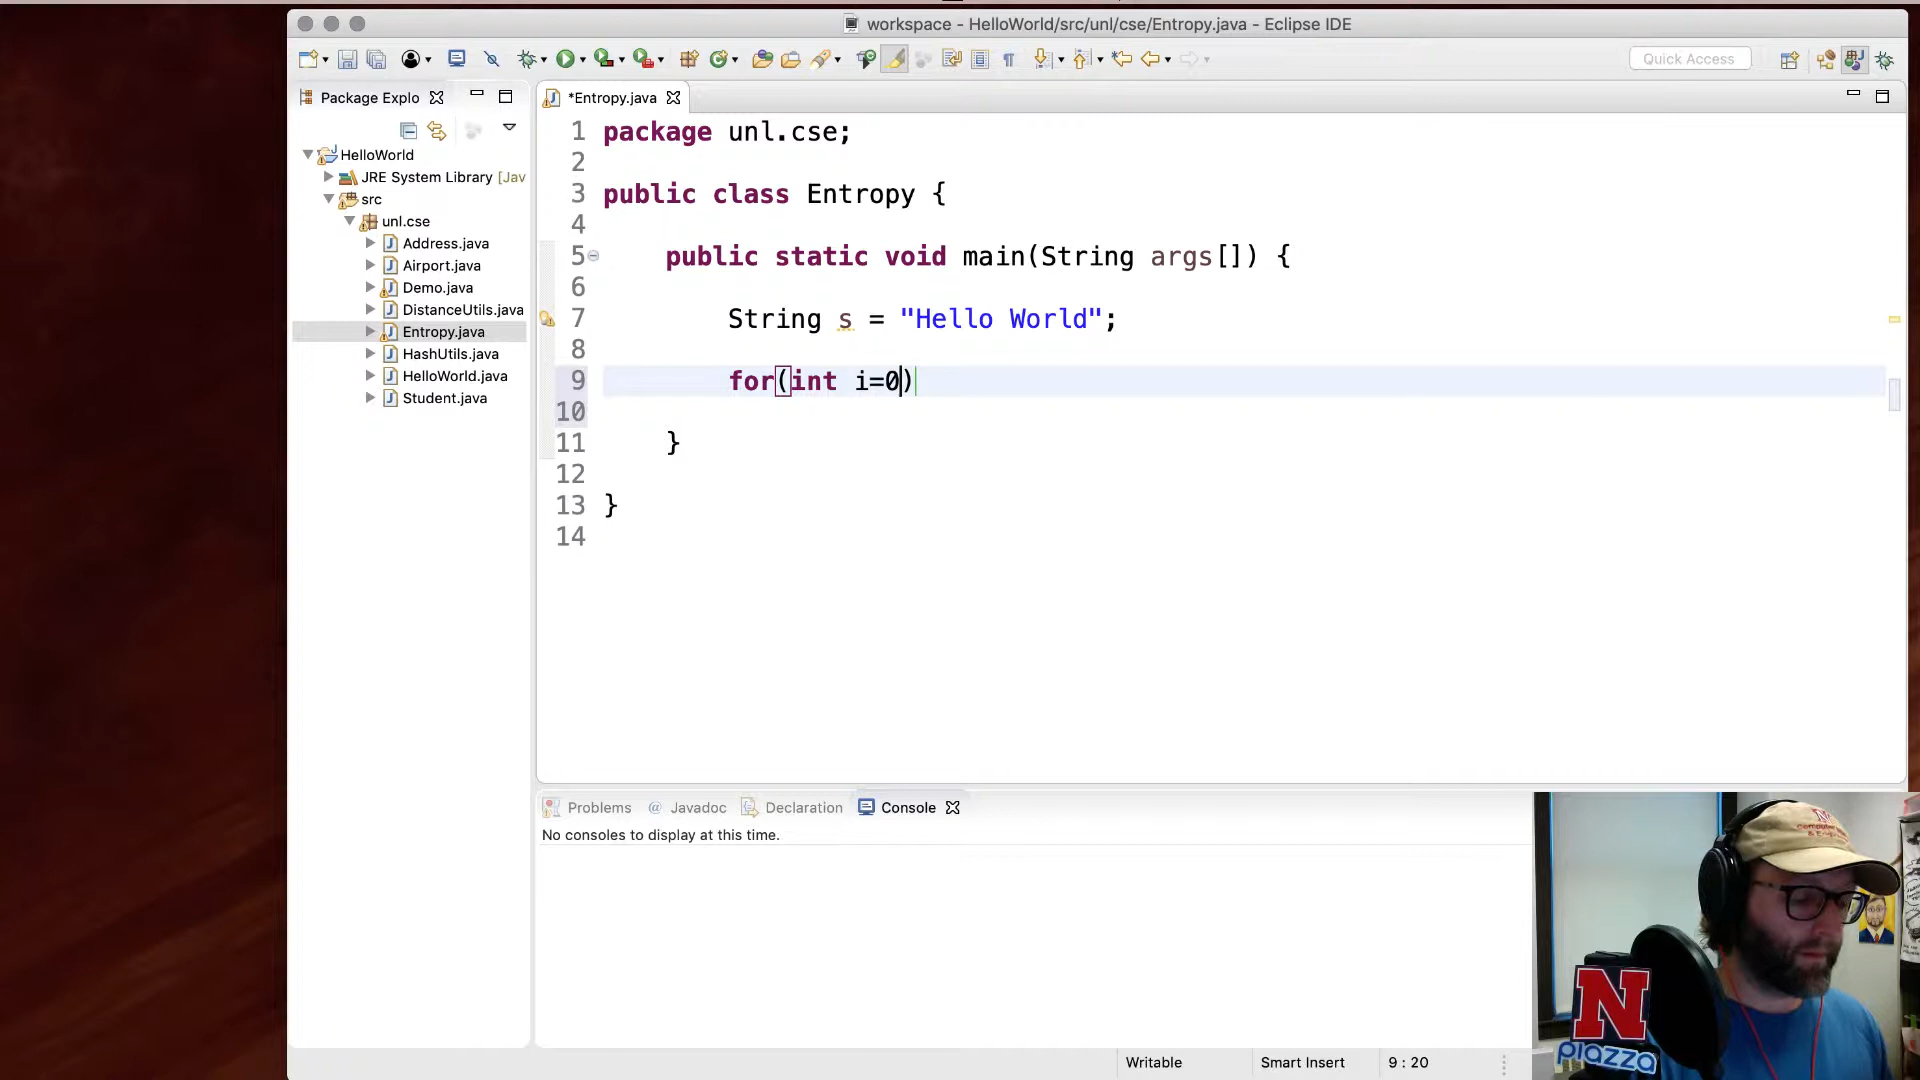 workspace - HelloWorld/src/unl/cse/Entropy.java - Eclipse IDE
Quick Access
Package Explo
*Entropy.java
HelloWorld
JRE System Library [Jav
src
unl.cse
Address.java
Airport.java
Demo.java
DistanceUtils.java
Entropy.java
HashUtils.java
HelloWorld.java
Student.java
1 package unl.cse;
2
3 public class Entropy {
4
5 public static void main(String args[]) {
6
7 String s = "Hello World";
8
9 for(int i=0)
10
11 }
12
13 }
14
Problems @ Javadoc Declaration Console
No consoles to display at this time.
N
piazza
Writable Smart Insert 9 : 20